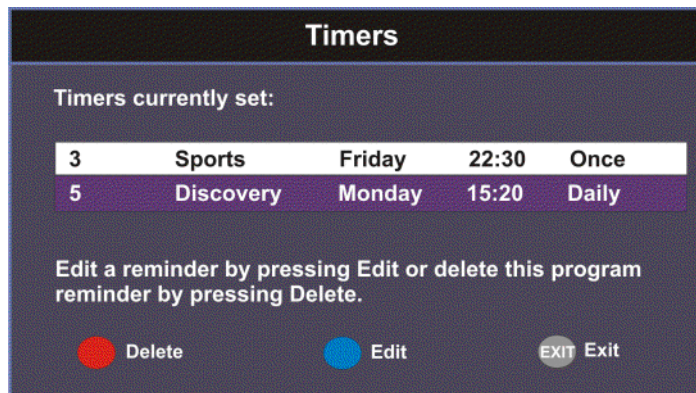 Timers
Timers currently set:
3 Sports Friday 22:30 Once
5 Discovery Monday 15:20 Daily
Edit a reminder by pressing Edit or delete this program
reminder by pressing Delete.
Delete Edit EXIT Exit